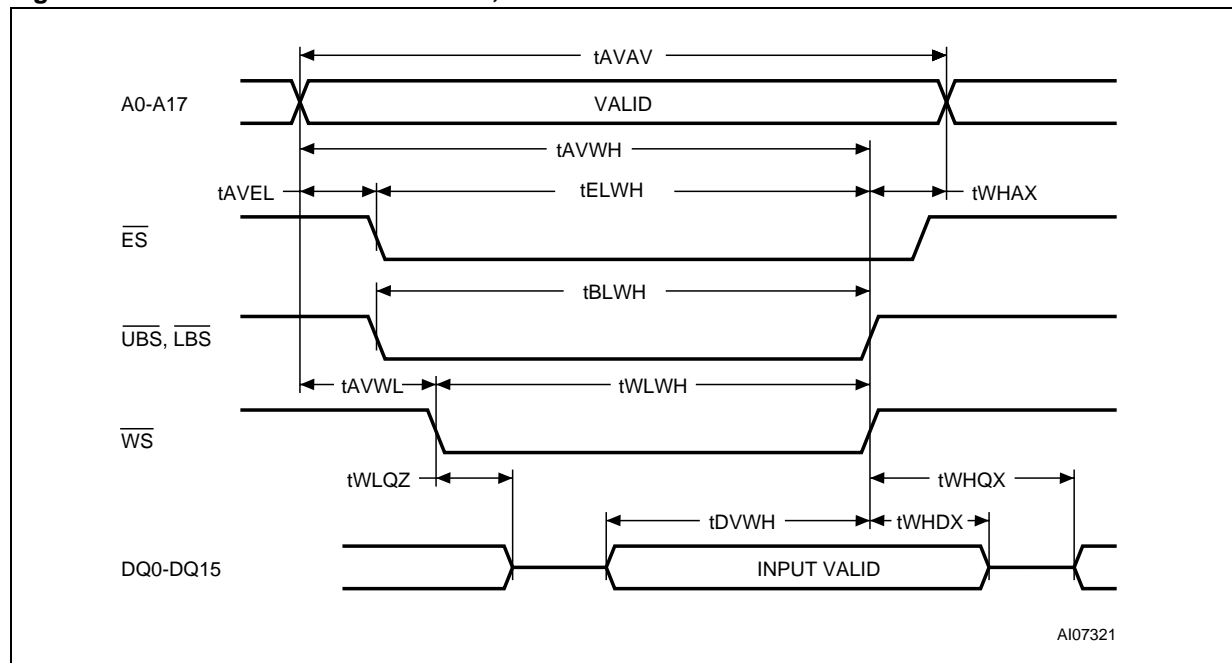 tAVAV
A0-A17
VALID
tAVWH
tAVEL
tELWH
tWHAX
ES
tBLWH
UBS, LBS
tAVWL
tWLWH
WS
tWLQZ
tWHQX
tDVWH
tWHDX
DQ0-DQ15
INPUT VALID
AI07321